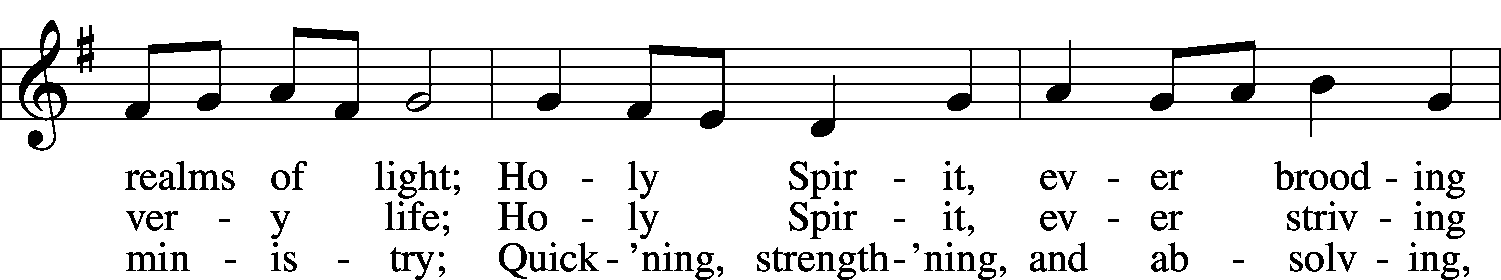 realms of light; Ho - ly Spir - it, ev - er brood - ing
ver - y life; Ho - ly Spir - it, ev - er striv - ing
min - is - try; Quick - 'ning, strength - 'ning, and ab - solv - ing,